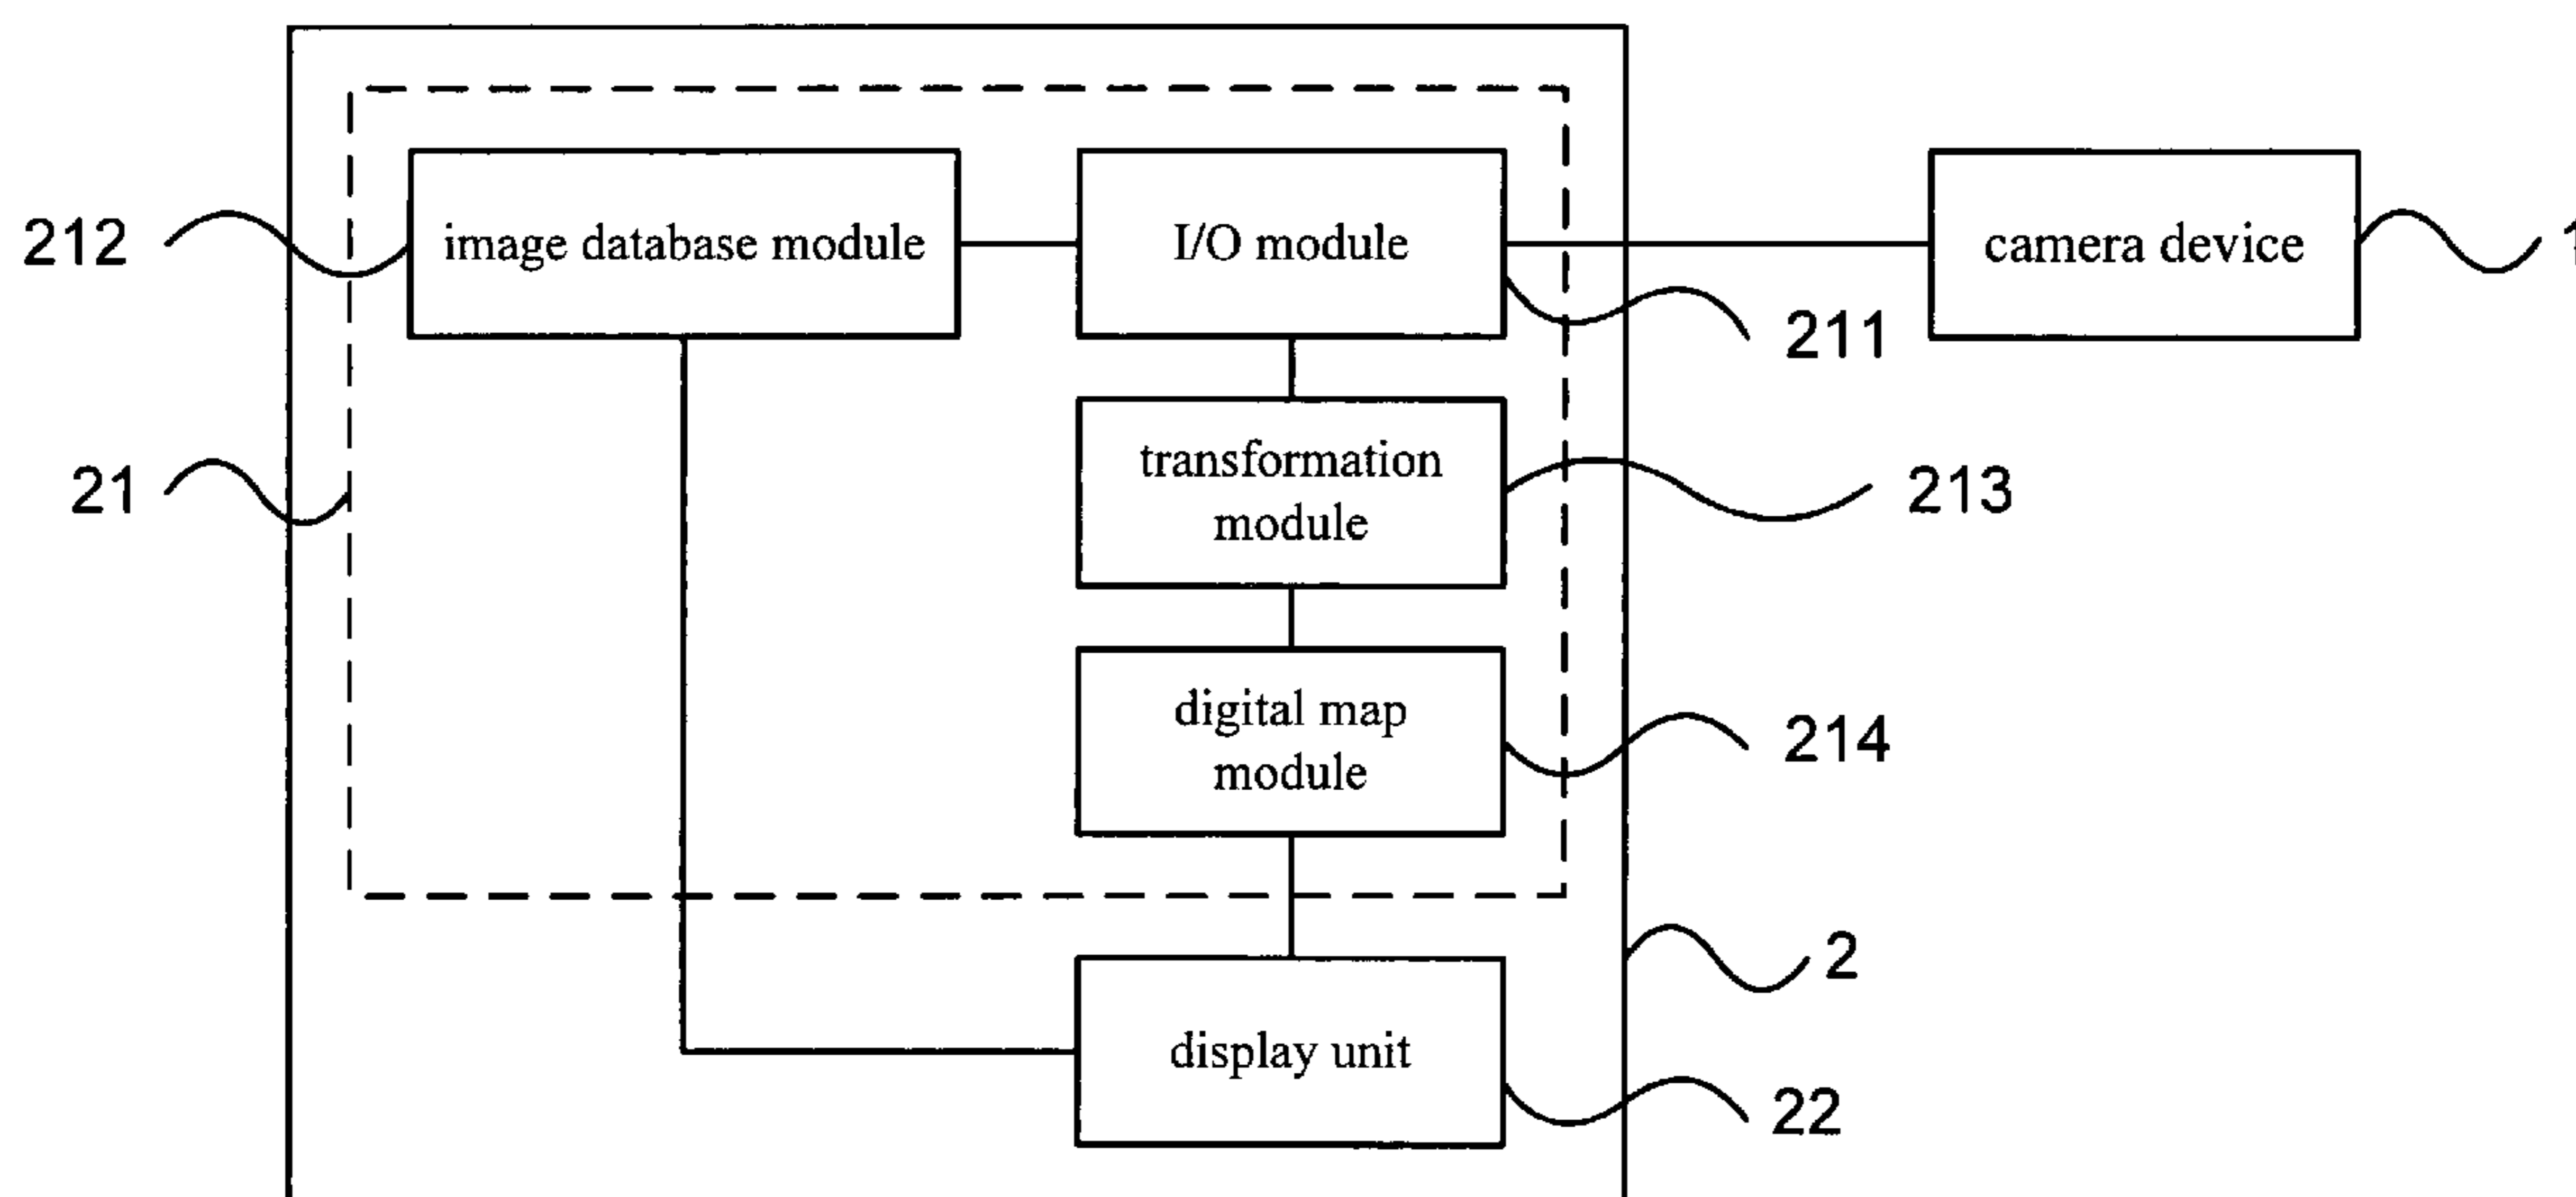 212
image database module
I/O module
camera device
1
211
21
transformation
module
213
digital map
module
214
2
display unit
22